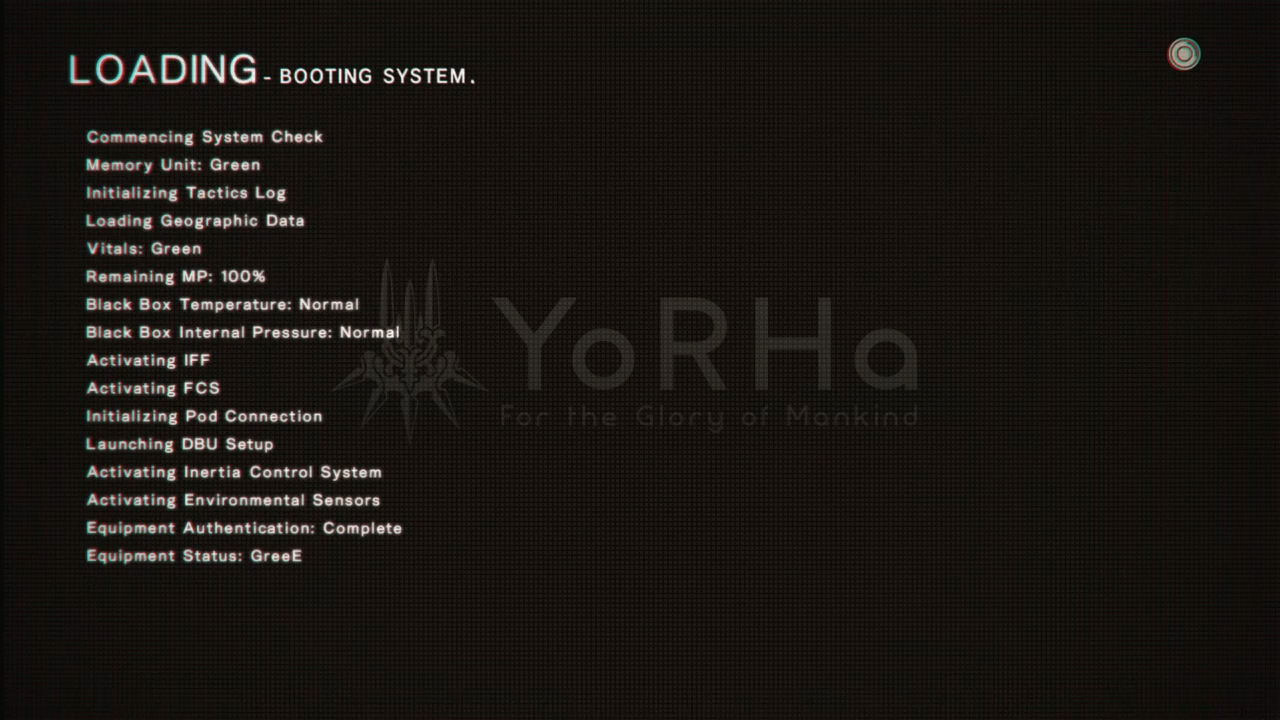 LOADING - BOOTING SYSTEM.
Commencing System Check
Memory Unit: Green
Initializing Tactics Log
Loading Geographic Data
Vitals: Green
Remaining MP: 100%
Black Box Temperature: Normal
Black Box Internal Pressure: Normal
Activating IFF
Activating FCS
Initializing Pod Connection
Launching DBU Setup
Activating Inertia Control System
Activating Environmental Sensors
Equipment Authentication: Complete
Equipment Status: GreeE
YoRHa
For the Glory of Mankind